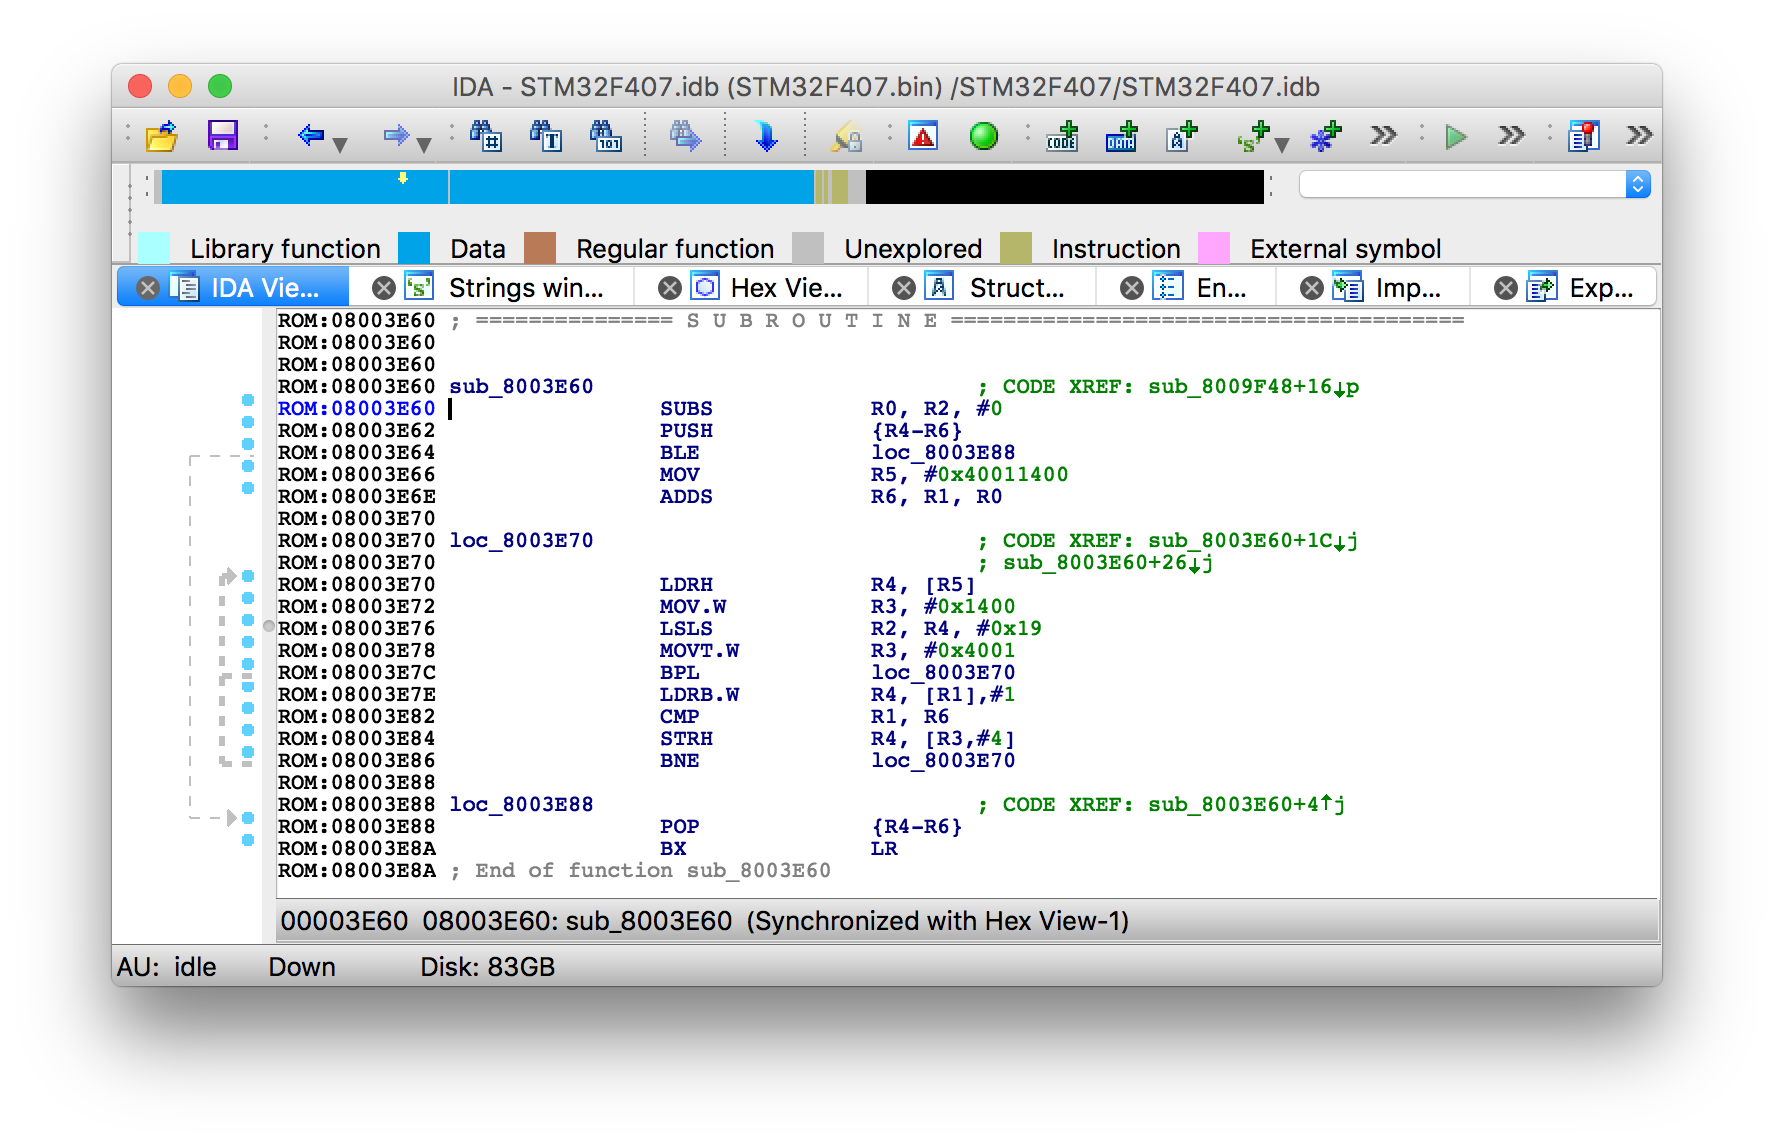 IDA - STM32F407.idb (STM32F407.bin) /STM32F407/STM32F407.idb
Library function Data Regular function Unexplored Instruction External symbol
IDA Vie... Strings win... Hex Vie... Struct... En... Imp... Exp...
ROM:08003E60 ; =============== S U B R O U T I N E =======================================
ROM:08003E60
ROM:08003E60
ROM:08003E60 sub_8003E60 ; CODE XREF: sub_8009F48+16↓p
ROM:08003E60 SUBS R0, R2, #0
ROM:08003E62 PUSH {R4-R6}
ROM:08003E64 BLE loc_8003E88
ROM:08003E66 MOV R5, #0x40011400
ROM:08003E6E ADDS R6, R1, R0
ROM:08003E70
ROM:08003E70 loc_8003E70 ; CODE XREF: sub_8003E60+1C↓j
ROM:08003E70 ; sub_8003E60+26↓j
ROM:08003E70 LDRH R4, [R5]
ROM:08003E72 MOV.W R3, #0x1400
ROM:08003E76 LSLS R2, R4, #0x19
ROM:08003E78 MOVT.W R3, #0x4001
ROM:08003E7C BPL loc_8003E70
ROM:08003E7E LDRB.W R4, [R1],#1
ROM:08003E82 CMP R1, R6
ROM:08003E84 STRH R4, [R3,#4]
ROM:08003E86 BNE loc_8003E70
ROM:08003E88
ROM:08003E88 loc_8003E88 ; CODE XREF: sub_8003E60+4↑j
ROM:08003E88 POP {R4-R6}
ROM:08003E8A BX LR
ROM:08003E8A ; End of function sub_8003E60
00003E60 08003E60: sub_8003E60 (Synchronized with Hex View-1)
AU: idle Down Disk: 83GB